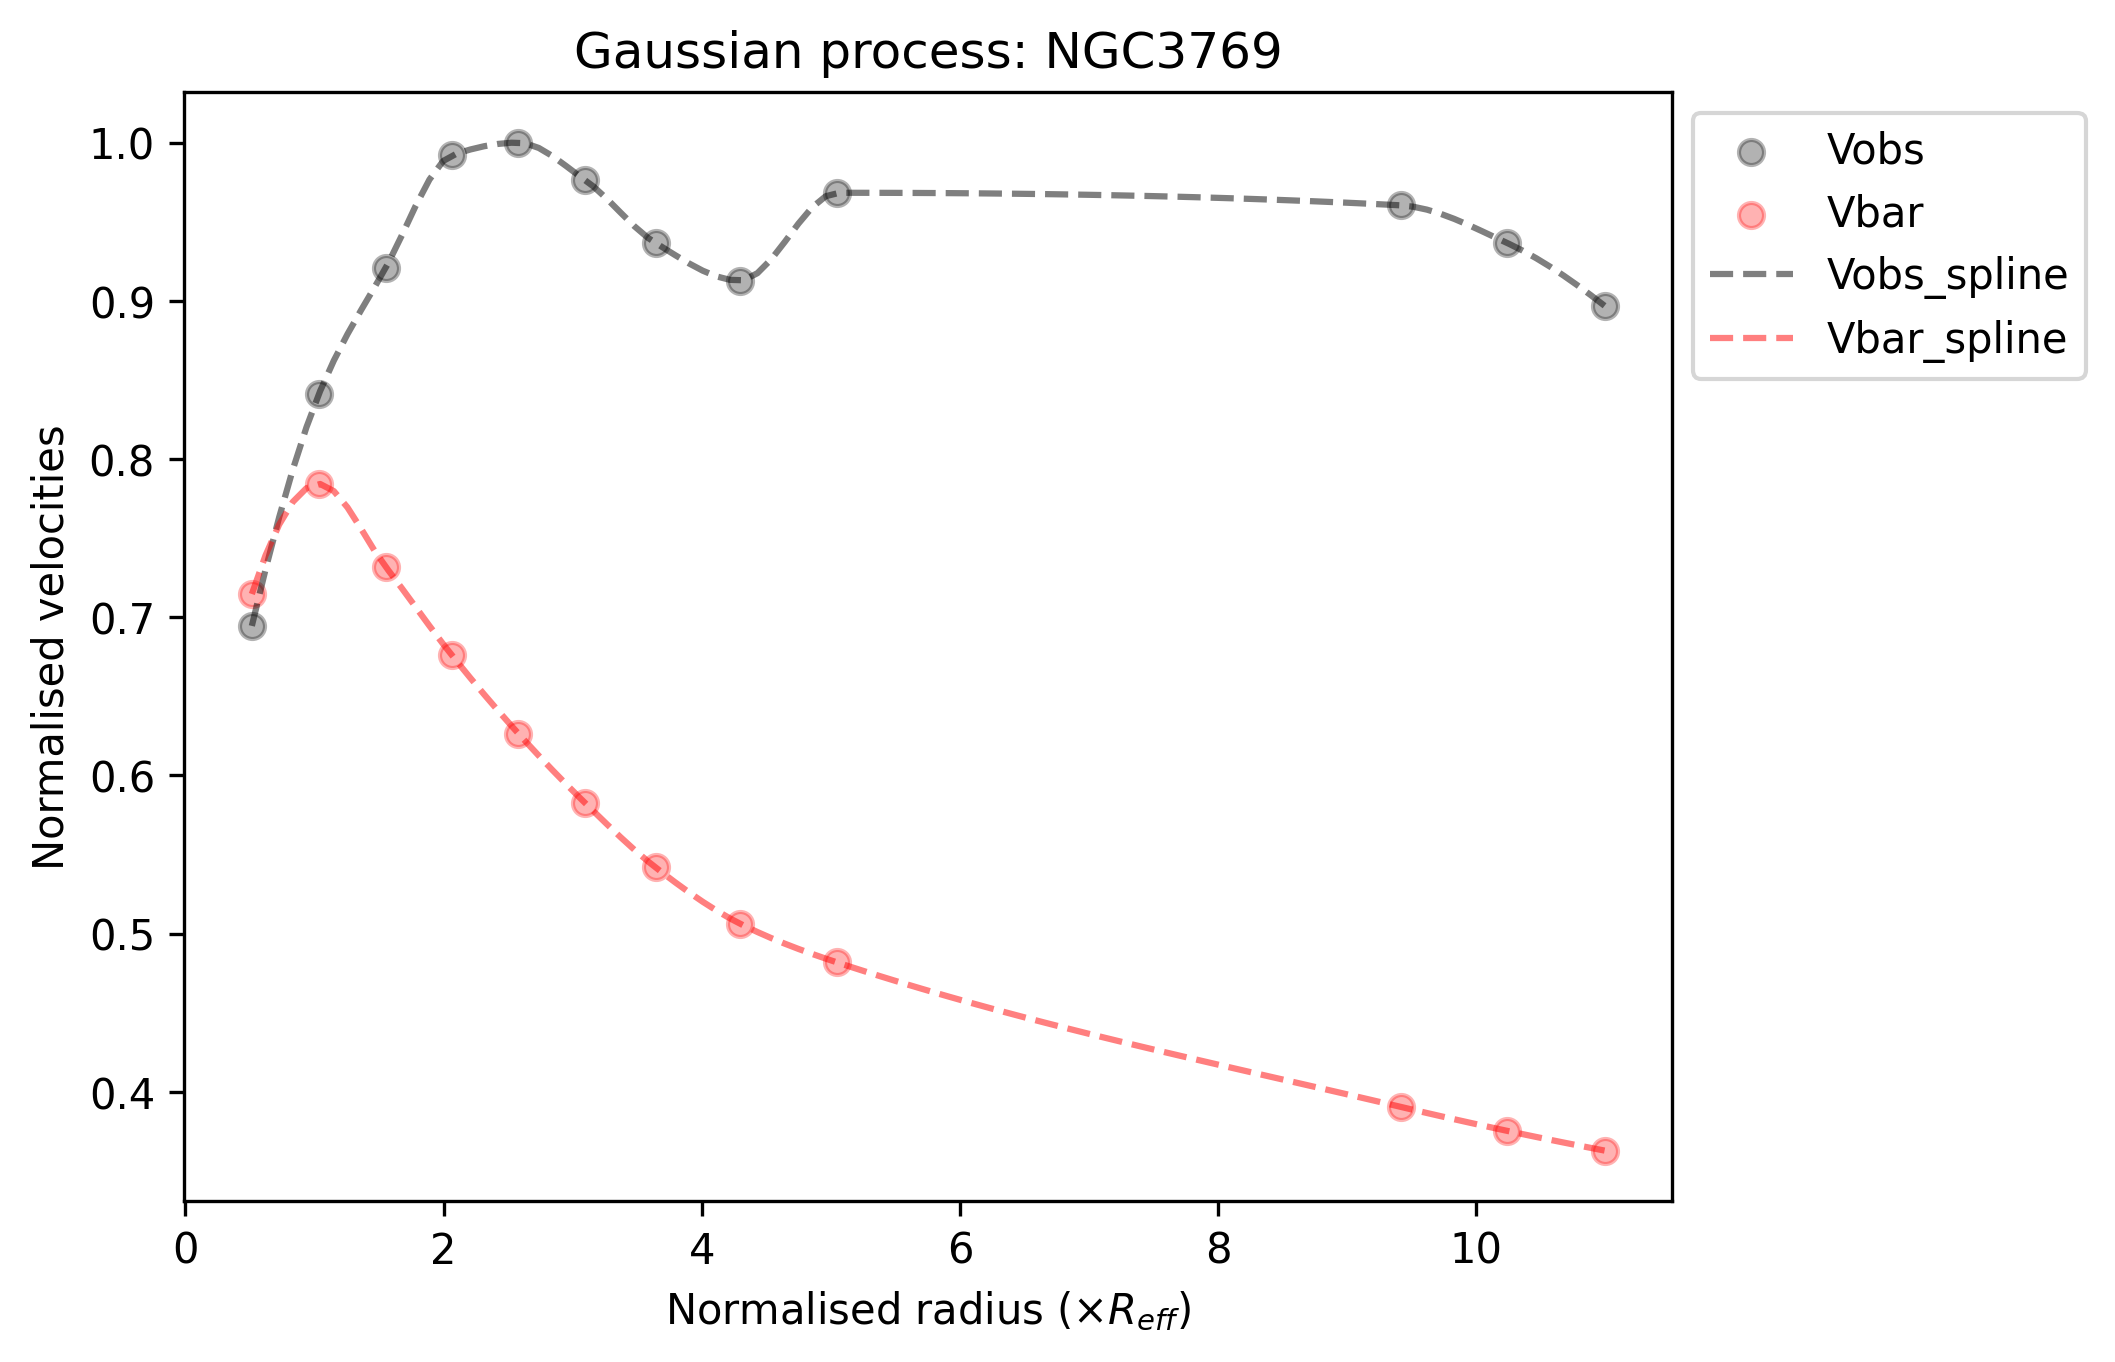 Gaussian process: NGC3769
1.0
0.9
0.8
0.7
0.6
0.5
0.4
Normalised velocities
0
2
4
6
8
10
Normalised radius (×R_eff)
Vobs
Vbar
Vobs_spline
Vbar_spline